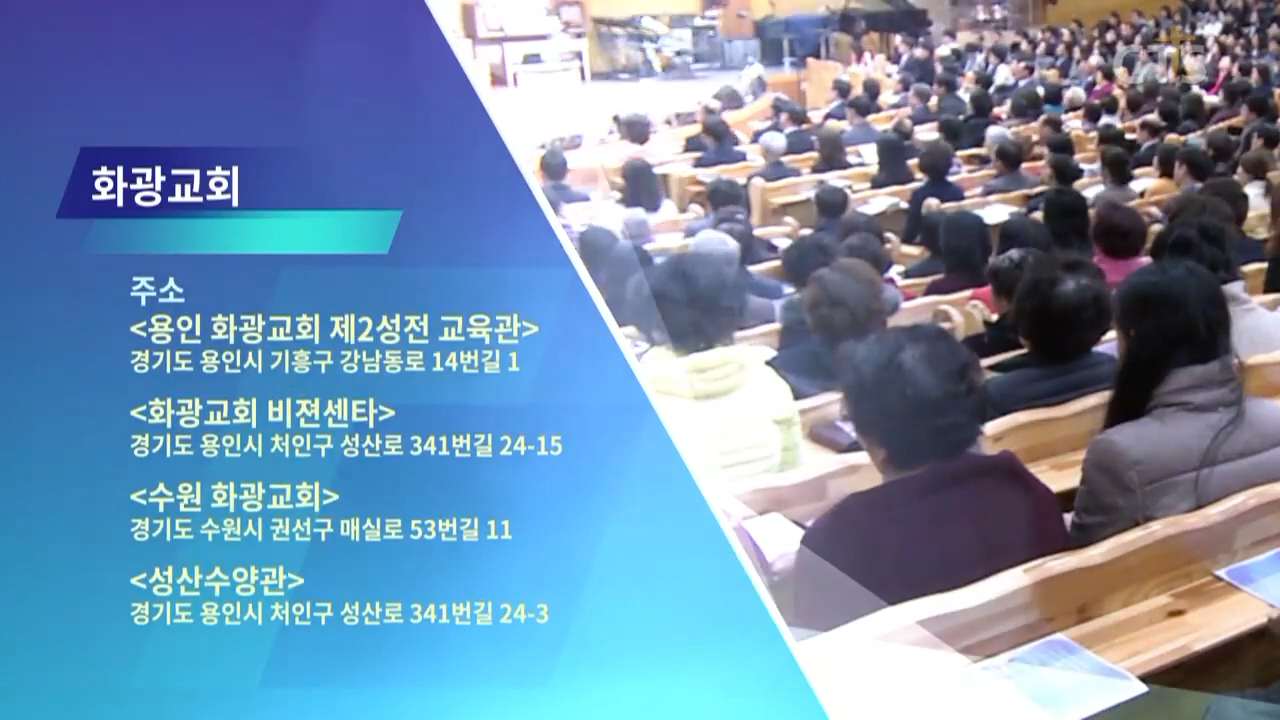 CTS
화광교회
주소
<용인 화광교회 제2성전 교육관>
경기도 용인시 기흥구 강남동로 14번길 1
<화광교회 비젼센타>
경기도 용인시 처인구 성산로 341번길 24-15
<수원 화광교회>
경기도 수원시 권선구 매실로 53번길 11
<성산수양관>
경기도 용인시 처인구 성산로 341번길 24-3